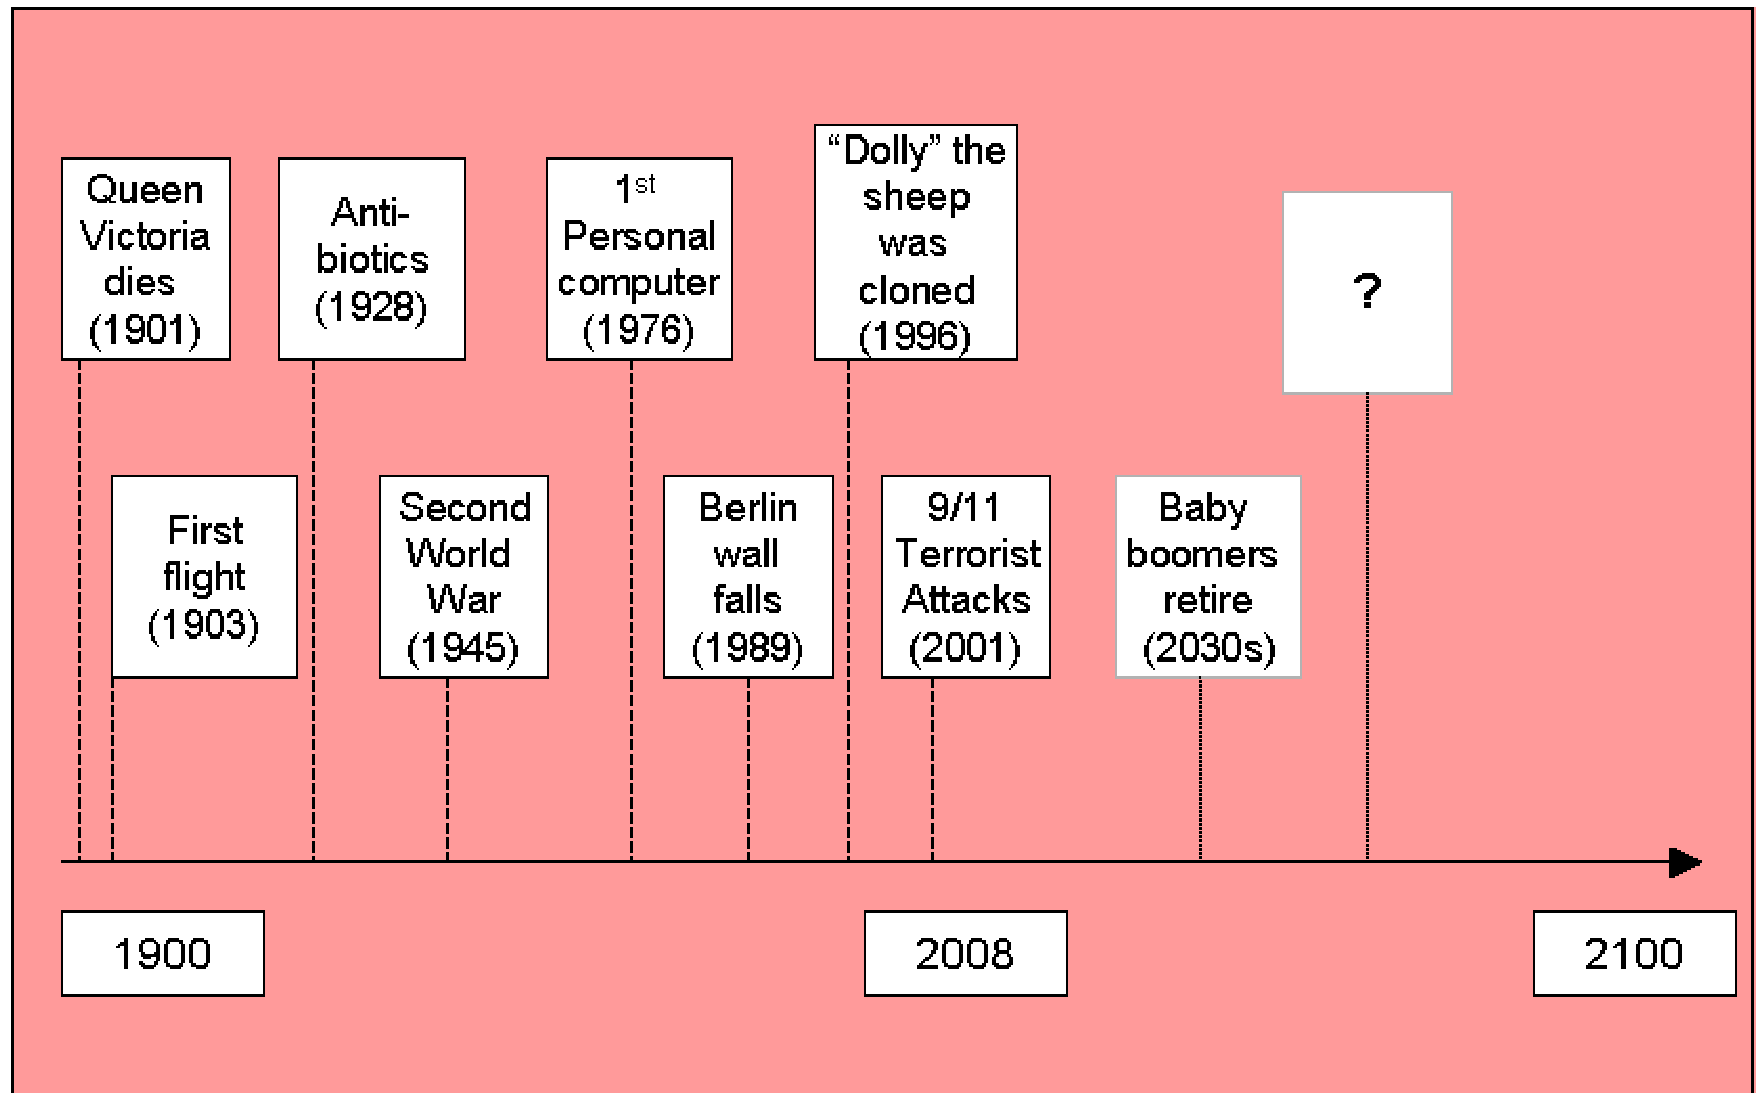 Queen
Victoria
dies
(1901)
Anti-
biotics
(1928)
1st
Personal
computer
(1976)
“Dolly” the
sheep
was
cloned
(1996)
?
First
flight
(1903)
Second
World
War
(1945)
Berlin
wall
falls
(1989)
9/11
Terrorist
Attacks
(2001)
Baby
boomers
retire
(2030s)
1900
2008
2100